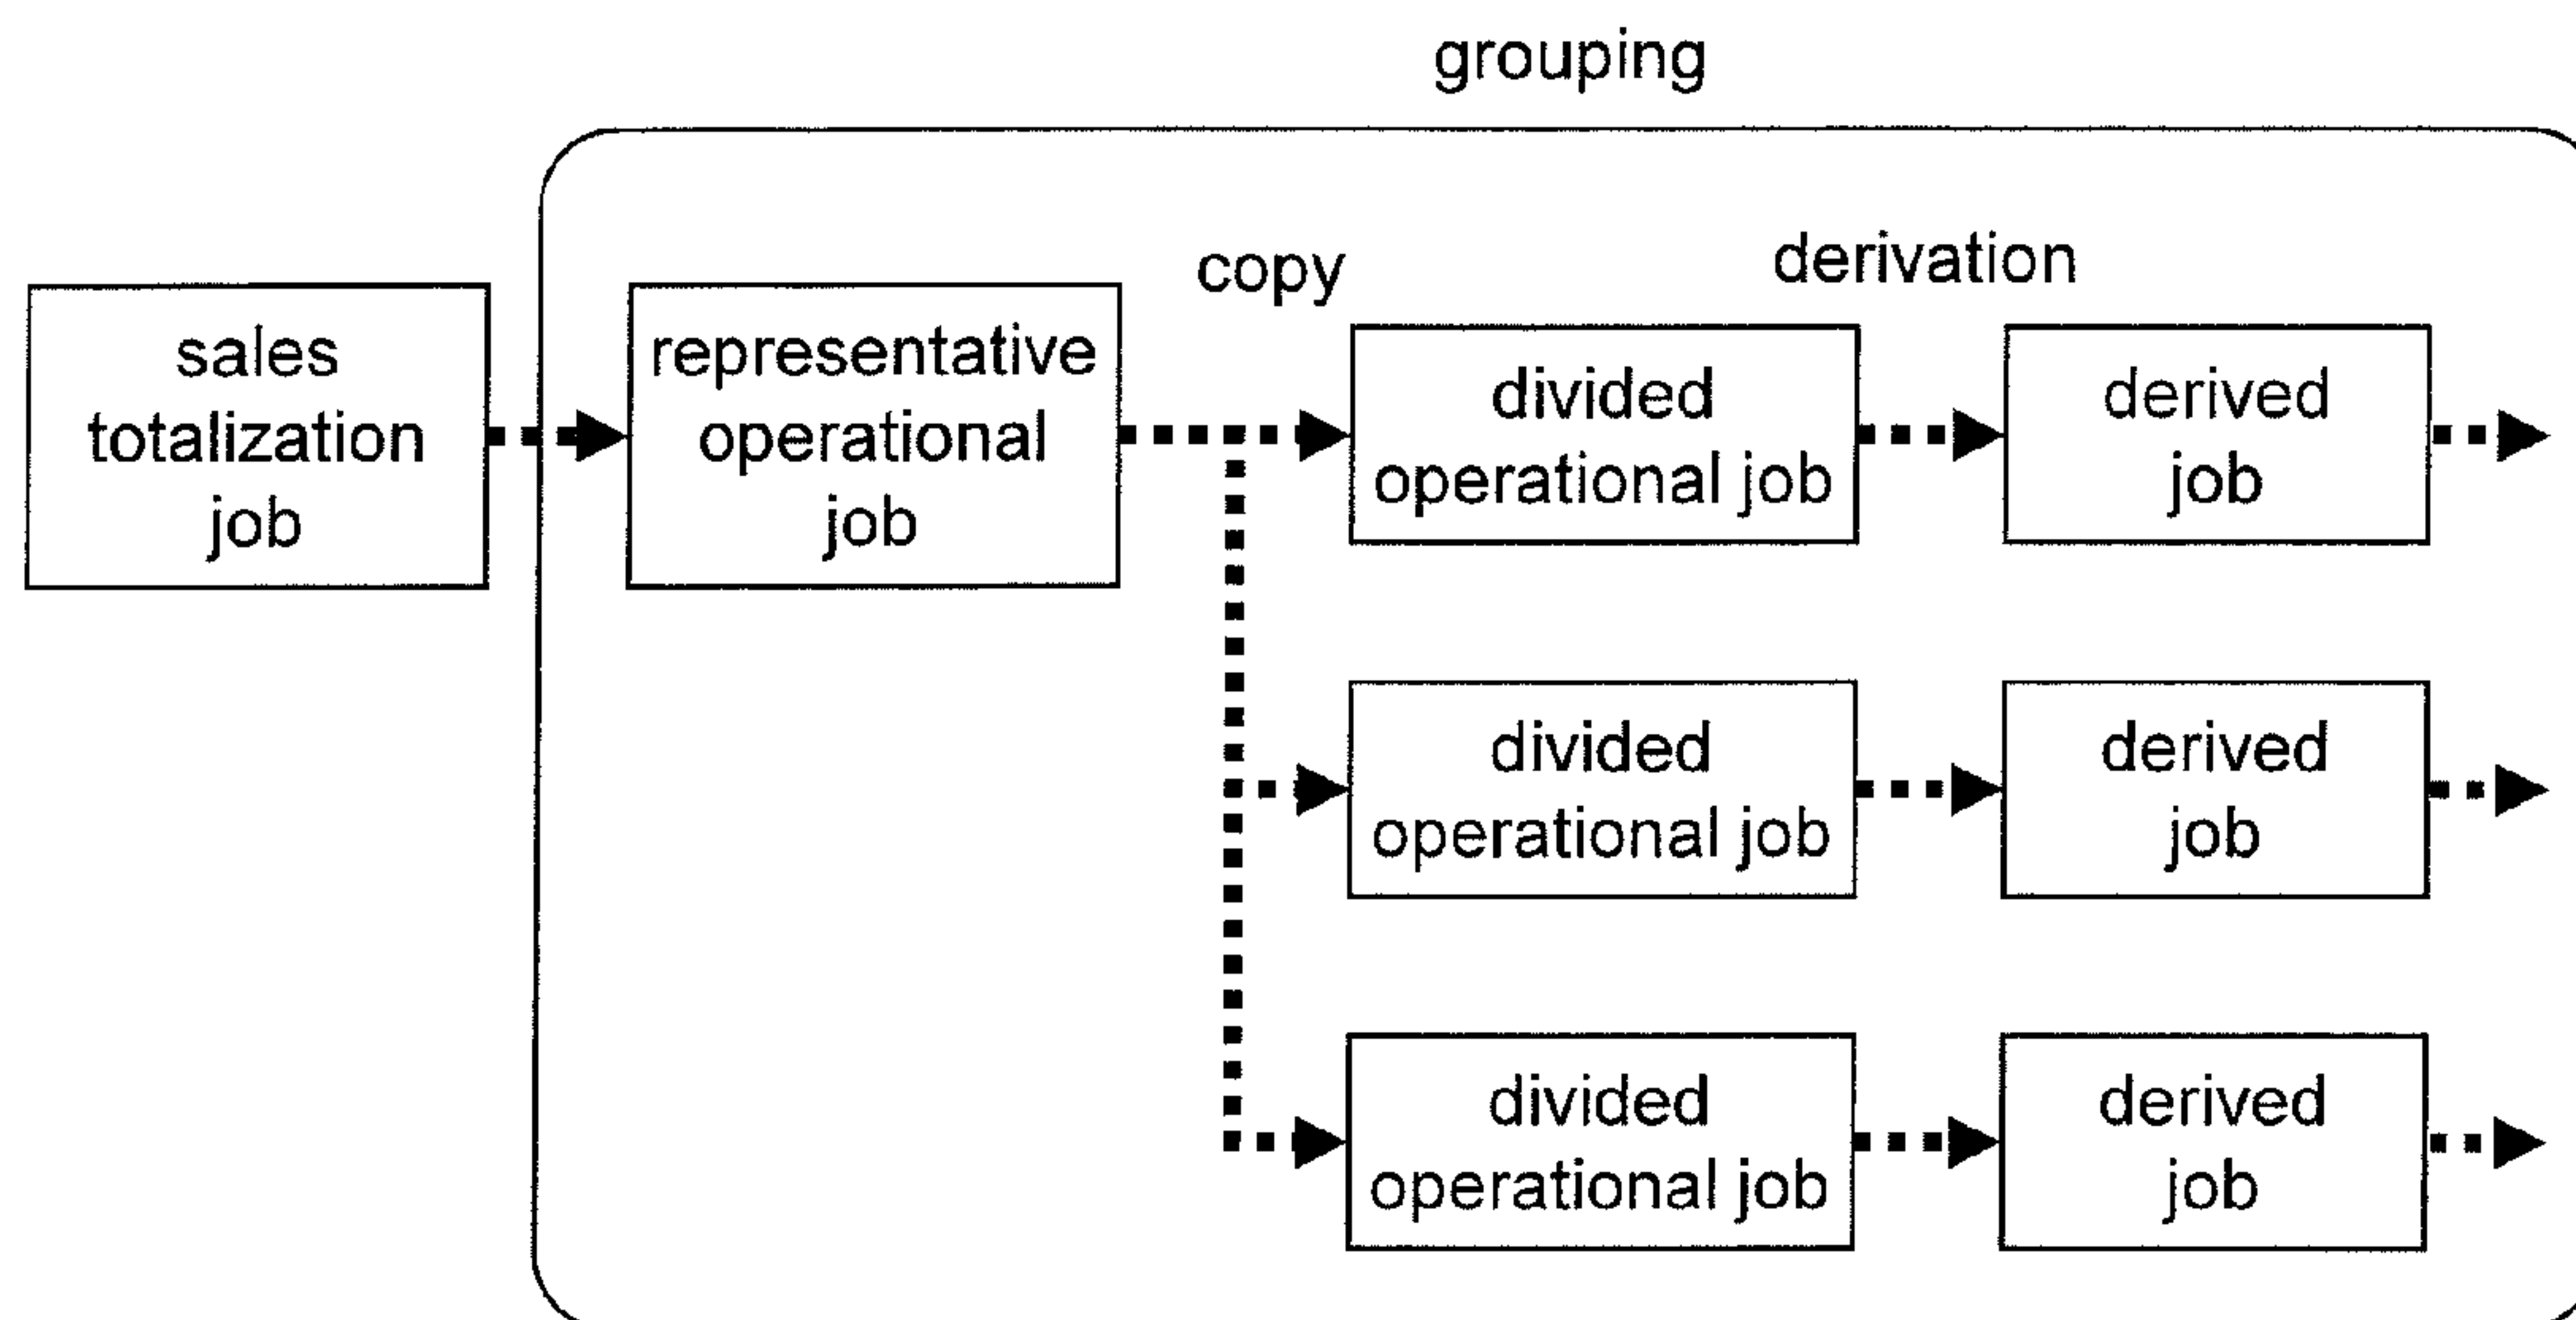 grouping
copy
derivation
sales
totalization
job
representative
operational
job
divided
operational job
derived
job
divided
operational job
derived
job
divided
operational job
derived
job